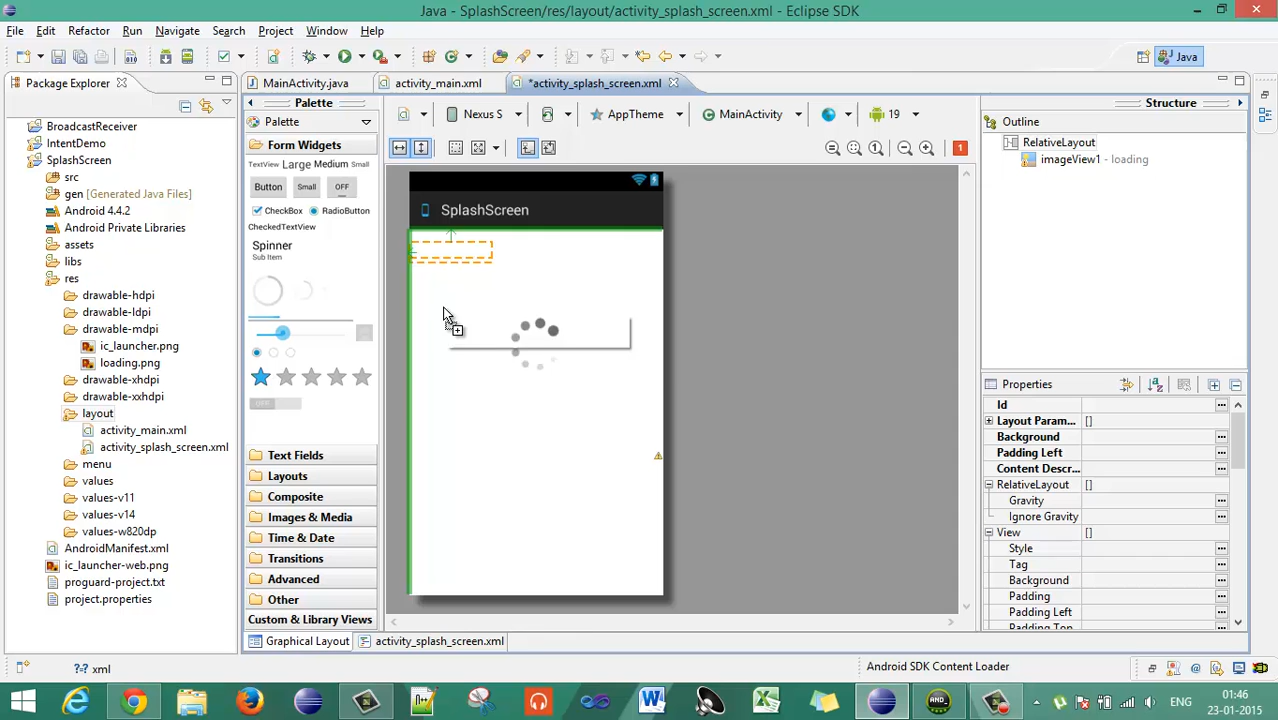 Java - SplashScreen/res/layout/activity_splash_screen.xml - Eclipse SDK
File Edit Refactor Run Navigate Search Project Window Help
Java
Package Explorer
MainActivity.java activity_main.xml *activity_splash_screen.xml
BroadcastReceiver
IntentDemo
SplashScreen
src
gen [Generated Java Files]
Android 4.4.2
Android Private Libraries
assets
libs
res
drawable-hdpi
drawable-ldpi
drawable-mdpi
ic_launcher.png
loading.png
drawable-xhdpi
drawable-xxhdpi
layout
activity_main.xml
activity_splash_screen.xml
menu
values
values-v11
values-v14
values-w820dp
AndroidManifest.xml
ic_launcher-web.png
proguard-project.txt
project.properties
Palette
Palette
Form Widgets
TextView Large Medium Small
Button Small OFF
CheckBox RadioButton
CheckedTextView
Spinner
Sub Item
OFF
Text Fields
Layouts
Composite
Images & Media
Time & Date
Transitions
Advanced
Other
Custom & Library Views
Nexus S AppTheme MainActivity 19
1
SplashScreen
Graphical Layout activity_splash_screen.xml
Structure
Outline
RelativeLayout
imageView1 - loading
Properties
Id
Layout Param... []
Background
Padding Left
Content Descr...
RelativeLayout []
Gravity
Ignore Gravity
View []
Style
Tag
Background
Padding
Padding Left
Padding Top
?-? xml
Android SDK Content Loader
ENG
01:46
23-01-2015